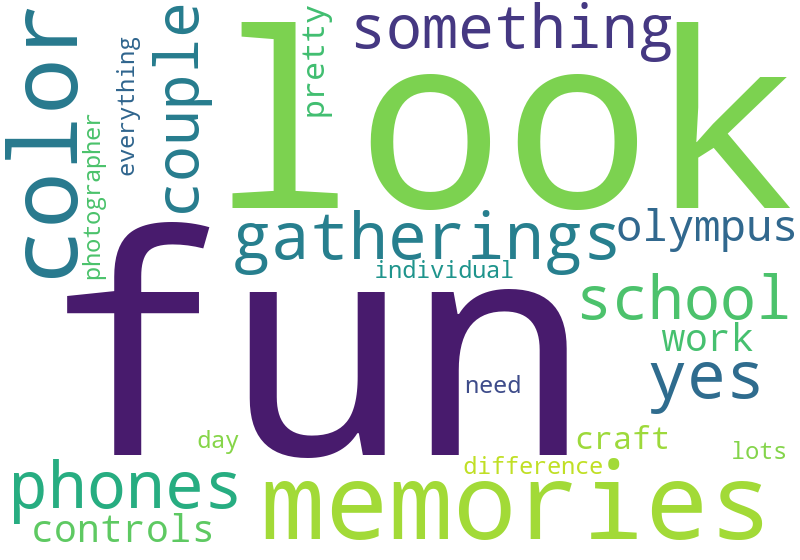 look
something
pretty
couple
everything
color
photographer
gatherings
olympus
individual
fun
school
work
yes
need
day
craft
lots
difference
phones
memories
controls